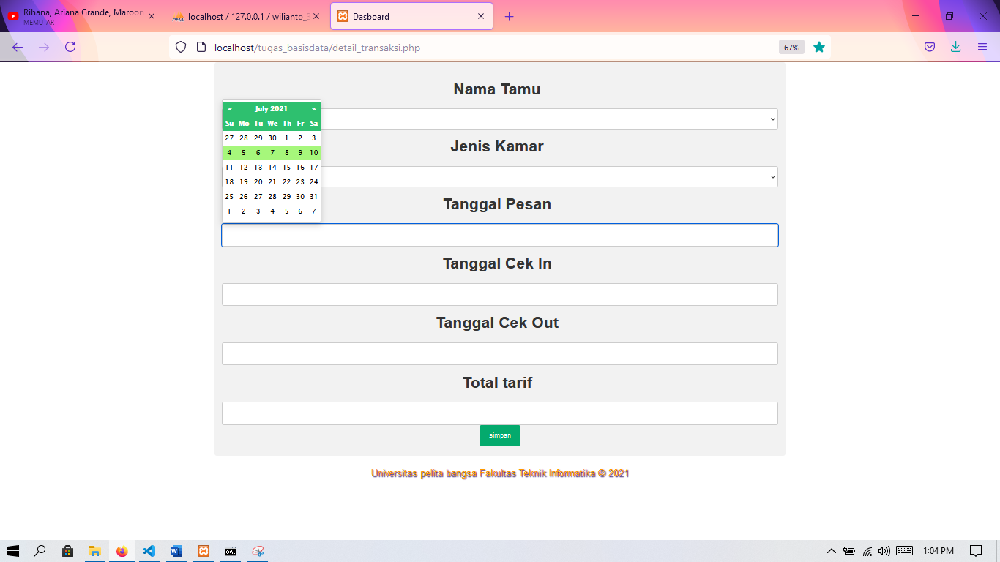 Rihana, Ariana Grande, Maroon
MEMUTAR
localhost / 127.0.0.1 / wilianto_3
Dasboard
localhost/tugas_basisdata/detail_transaksi.php
67%
Nama Tamu
« July 2021 »
Su Mo Tu We Th Fr Sa
27 28 29 30 1 2 3
4 5 6 7 8 9 10
11 12 13 14 15 16 17
18 19 20 21 22 23 24
25 26 27 28 29 30 31
1 2 3 4 5 6 7
Jenis Kamar
Tanggal Pesan
Tanggal Cek In
Tanggal Cek Out
Total tarif
simpan
Universitas pelita bangsa Fakultas Teknik Informatika © 2021
1:04 PM